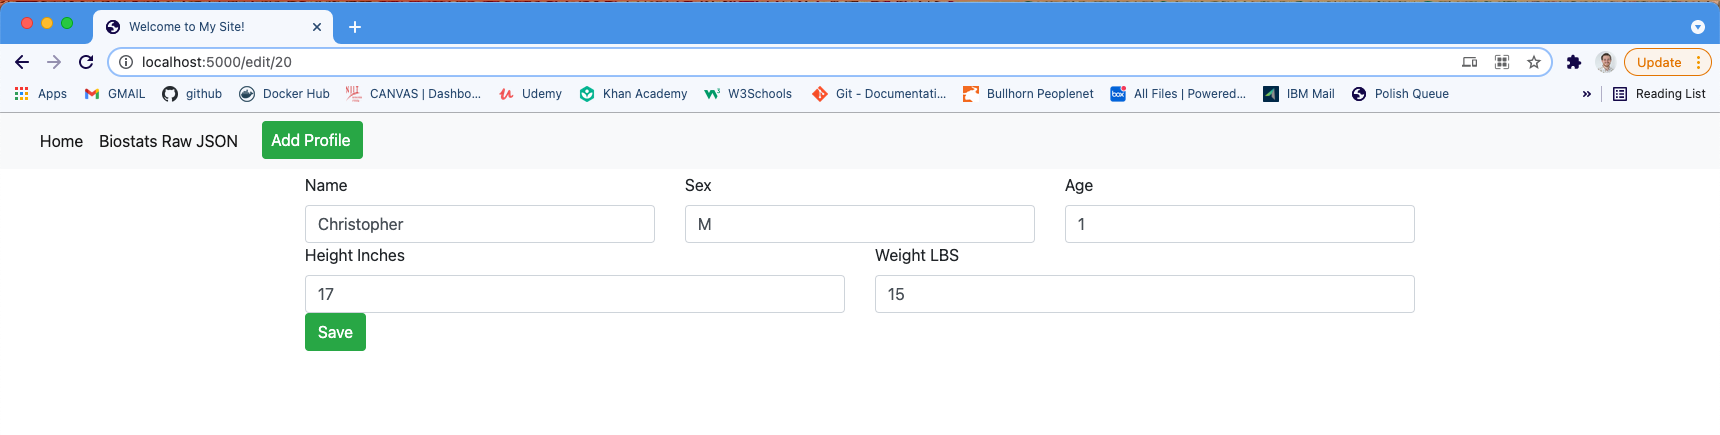 Welcome to My Site!
localhost:5000/edit/20
Update
Apps GMAIL github Docker Hub CANVAS | Dashbo... Udemy Khan Academy W3Schools Git - Documentati... Bullhorn Peoplenet box All Files | Powered... IBM Mail Polish Queue » Reading List
Home Biostats Raw JSON Add Profile
Name Sex Age
Christopher M 1
Height Inches Weight LBS
17 15
Save